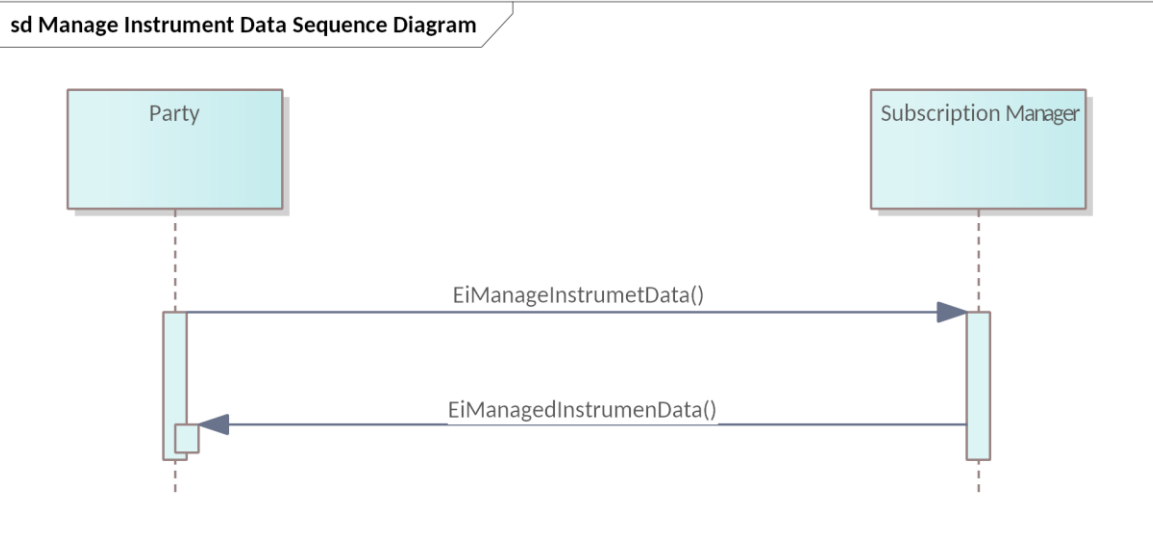 sd Manage Instrument Data Sequence Diagram
Party
Subscription Manager
EiManageInstrumetData()
EiManagedInstrumenData()